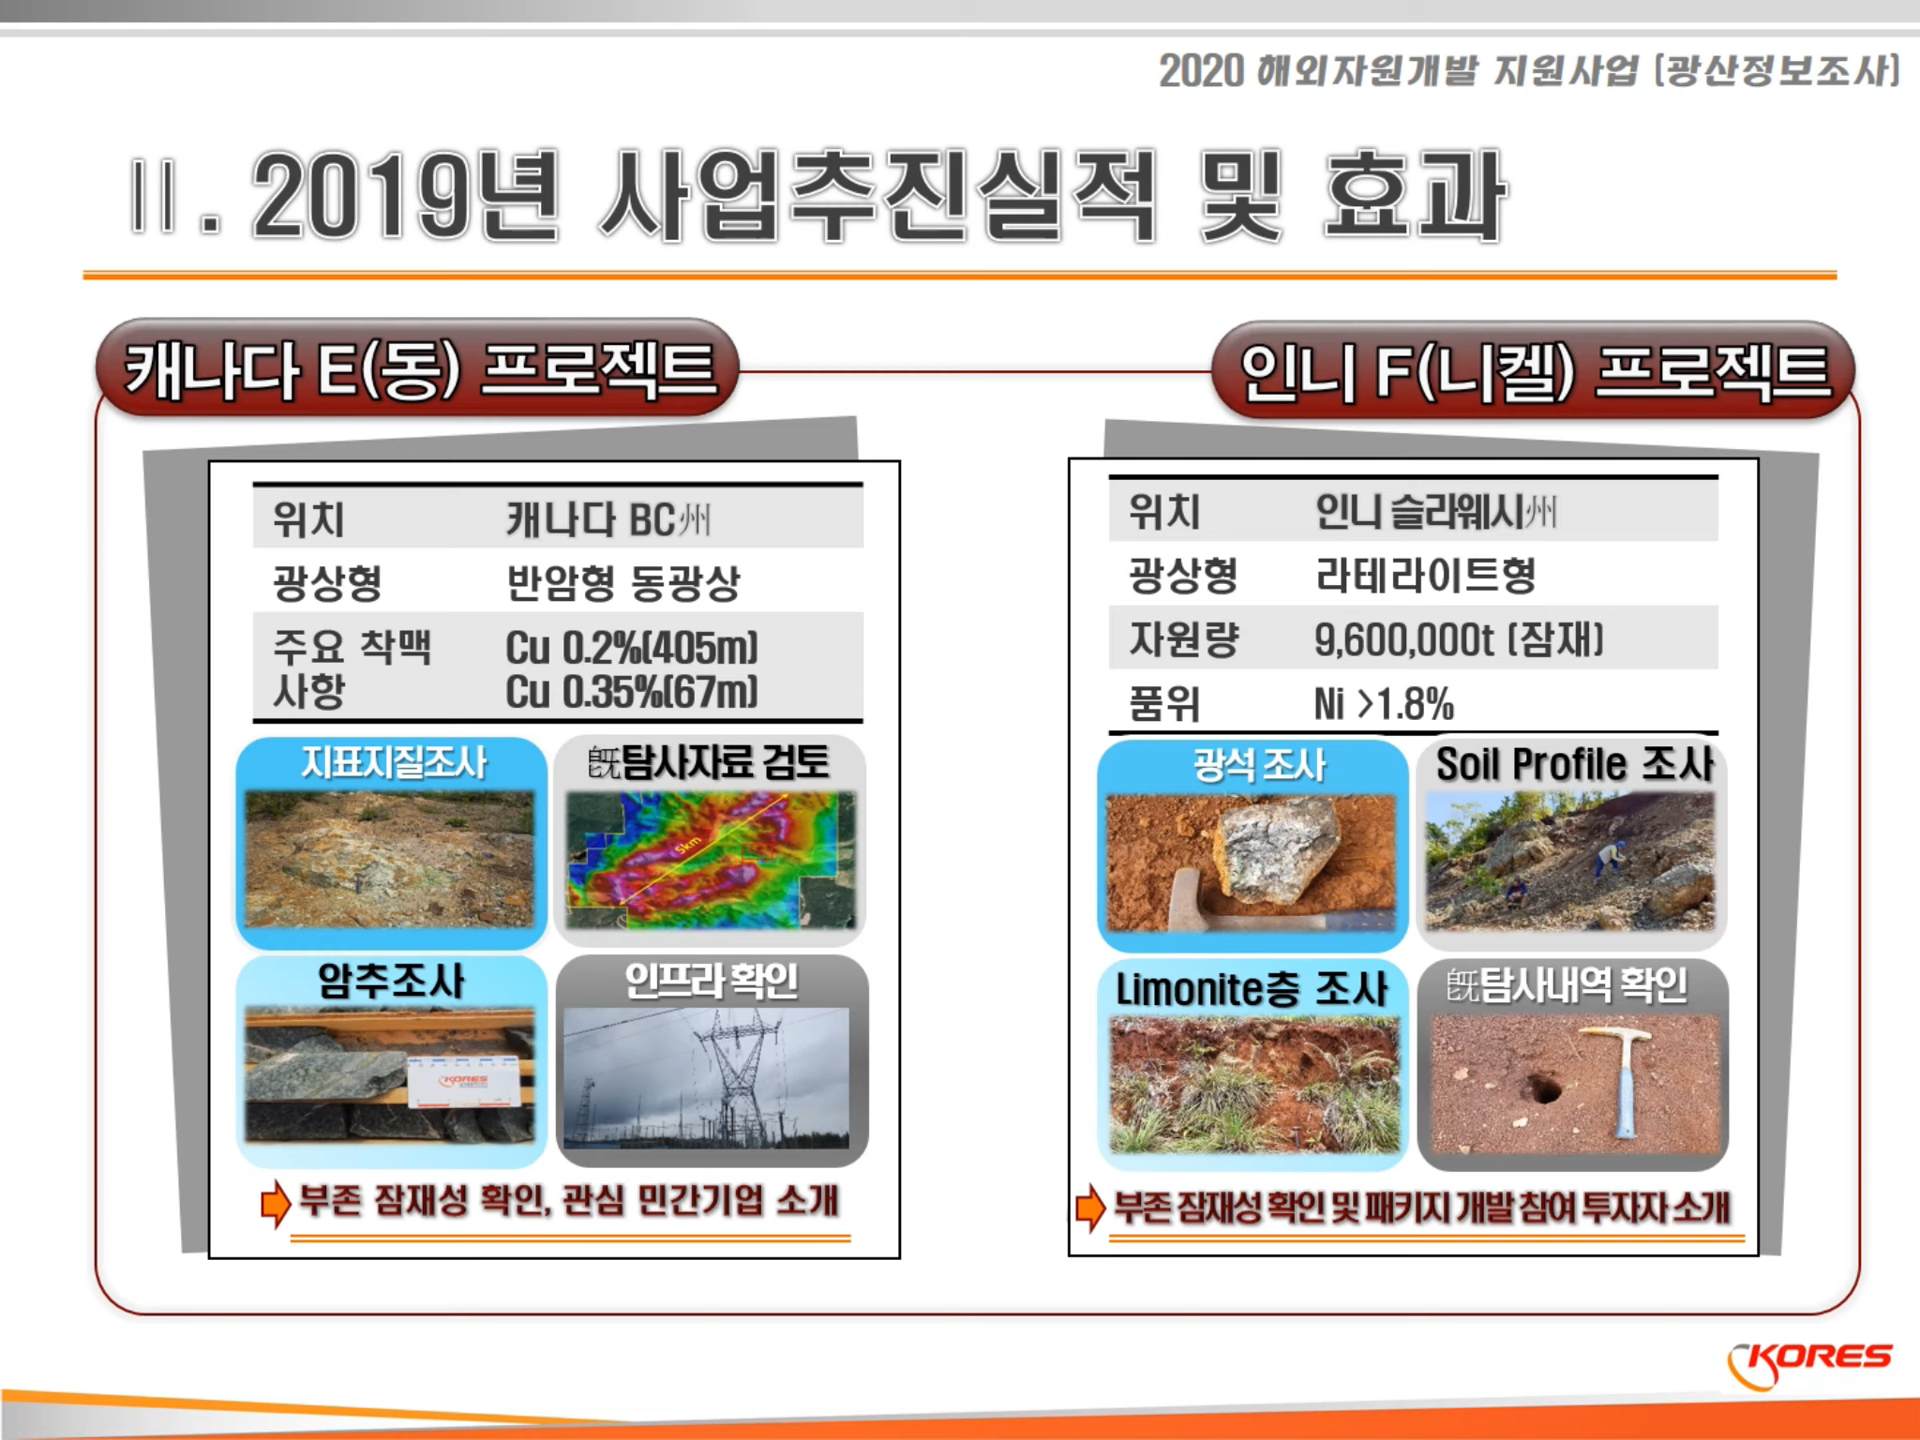 2020 해외자원개발 지원사업 (광산정보조사)
Ⅱ. 2019년 사업추진실적 및 효과
캐나다 E(동) 프로젝트
위치 캐나다 BC州
광상형 반암형 동광상
주요 착맥 Cu 0.2%(405m)
사항 Cu 0.35%(67m)
지표지질조사
旣탐사자료 검토
5km
암추조사
KORES
인프라 확인
부존 잠재성 확인, 관심 민간기업 소개
인니 F(니켈) 프로젝트
위치 인니 슬라웨시州
광상형 라테라이트형
자원량 9,600,000t (잠재)
품위 Ni >1.8%
광석 조사
Soil Profile 조사
Limonite층 조사
旣탐사내역 확인
부존 잠재성 확인 및 패키지 개발 참여 투자자 소개
KORES